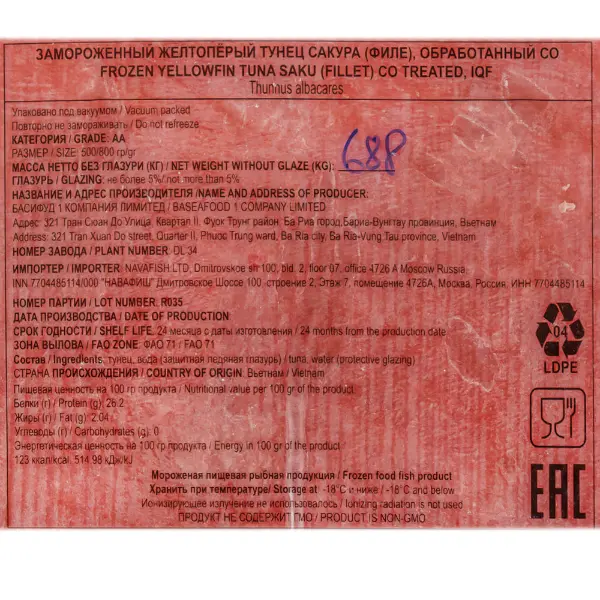 ЗАМОРОЖЕННЫЙ ЖЕЛТОПЁРЫЙ ТУНЕЦ САКУРА (ФИЛЕ), ОБРАБОТАННЫЙ СО
FROZEN YELLOWFIN TUNA SAKU (FILLET) CO TREATED, IQF
Thunnus albacares
Упаковано под вакуумом / Vacuum packed
Повторно не замораживать / Do not refreeze
КАТЕГОРИЯ / GRADE: AA
РАЗМЕР / SIZE: 500/800 гр/gr
МАССА НЕТТО БЕЗ ГЛАЗУРИ (КГ) / NET WEIGHT WITHOUT GLAZE (KG): 688
ГЛАЗУРЬ / GLAZING: не более 5%/ not more than 5%
НАЗВАНИЕ И АДРЕС ПРОИЗВОДИТЕЛЯ /NAME AND ADDRESS OF PRODUCER:
БАСИФУД 1 КОМПАНИЯ ЛИМИТЕД / BASEAFOOD 1 COMPANY LIMITED
Адрес: 321 Тран Сюан До Улица, Квартал II, Фуок Трунг район, Ба Риа город,Бариа-Вунгтау провинция, Вьетнам
Address: 321 Tran Xuan Do street, Quarter II, Phuoc Trung ward, Ba Ria city, Ba Ria-Vung Tau province, Vietnam
НОМЕР ЗАВОДА / PLANT NUMBER: DL 34
ИМПОРТЕР / IMPORTER: NAVAFISH LTD, Dmitrovskoe sh 100, bld. 2, floor 07, office 4726 A Moscow Russia,
INN 7704485114/ООО "НАВАФИШ" Дмитровское Шоссе 100, строение 2, Этаж 7, помещение 4726А, Москва, Россия, ИНН 7704485114
НОМЕР ПАРТИИ / LOT NUMBER: R035
ДАТА ПРОИЗВОДСТВА / DATE OF PRODUCTION:
СРОК ГОДНОСТИ / SHELF LIFE: 24 месяца с даты изготовления / 24 months from the production date
ЗОНА ВЫЛОВА / FAO ZONE: ФАО 71 / FAO 71
Состав / Ingredients: тунец, вода (защитная ледяная глазурь) / tuna, water (protective glazing)
СТРАНА ПРОИСХОЖДЕНИЯ / COUNTRY OF ORIGIN: Вьетнам / Vietnam
Пищевая ценность на 100 гр продукта / Nutritional value per 100 gr of the product
Белки (г) / Protein (g): 26.2
Жиры (г) / Fat (g): 2.04
Углеводы (г) / Carbohydrates (g): 0
Энергетическая ценность на 100 гр продукта / Energy in 100 gr of the product
123 ккал/kcal, 514.98 кДж/kJ
Мороженая пищевая рыбная продукция / Frozen food fish product
Хранить при температуре/ Storage at -18°C и ниже / -18°C and below
Ионизирующее излучение не использовалось / Ionizing radiation is not used
ПРОДУКТ НЕ СОДЕРЖИТ ГМО / PRODUCT IS NON-GMO
04
LDPE
EAC